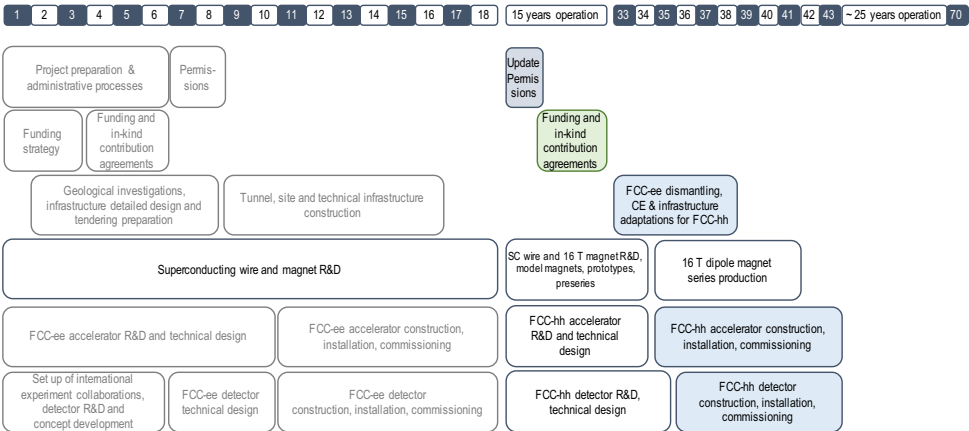 1 2 3 4 5 6 7 8 9 10 11 12 13 14 15 16 17 18 15 years operation 33 34 35 36 37 38 39 40 41 42 43 ~ 25 years operation 70
Project preparation &
administrative processes
Permis-
sions
Update
Permis
sions
Funding
strategy
Funding and
in-kind
contribution
agreements
Funding and
in-kind
contribution
agreements
Geological investigations,
infrastructure detailed design and
tendering preparation
Tunnel, site and technical infrastructure
construction
FCC-ee dismantling,
CE & infrastructure
adaptations for FCC-hh
Superconducting wire and magnet R&D
SC wire and 16 T magnet R&D,
model magnets, prototypes,
preseries
16 T dipole magnet
series production
FCC-ee accelerator R&D and technical design
FCC-ee accelerator construction,
installation, commissioning
FCC-hh accelerator
R&D and technical
design
FCC-hh accelerator construction,
installation, commissioning
Set up of international
experiment collaborations,
detector R&D and
concept development
FCC-ee detector
technical design
FCC-ee detector
construction, installation, commissioning
FCC-hh detector R&D,
technical design
FCC-hh detector
construction, installation,
commissioning